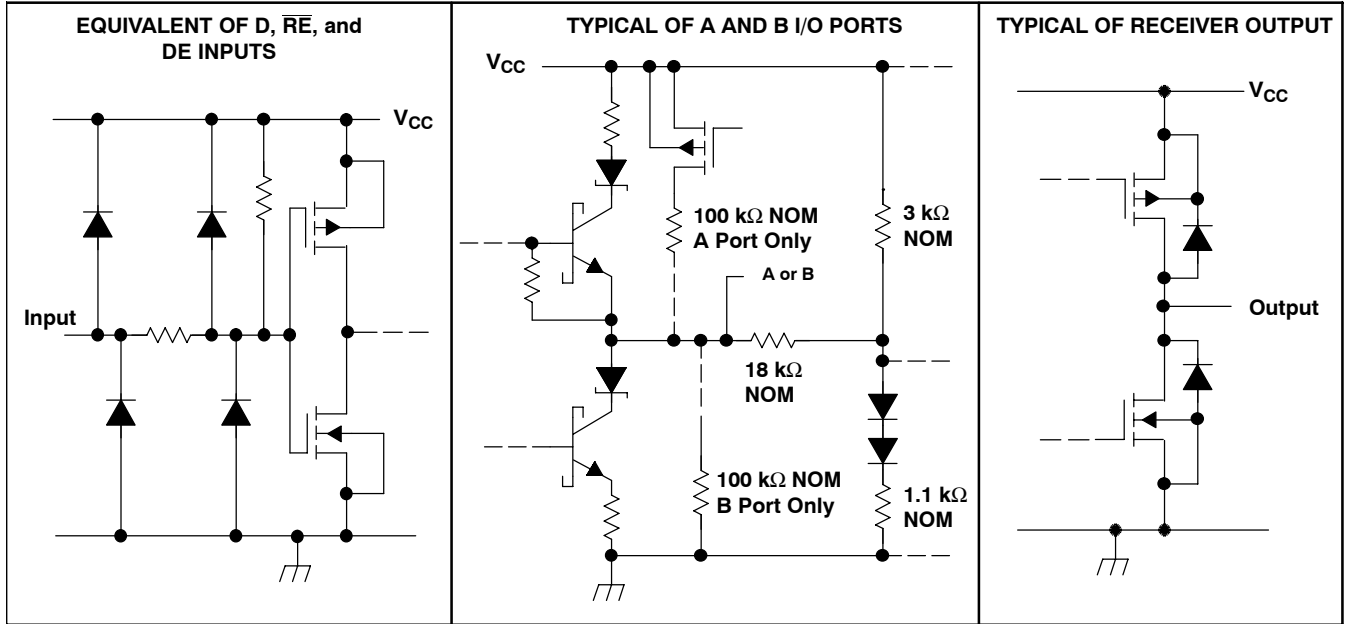 EQUIVALENT OF D, R̅E̅, and
DE INPUTS
VCC
Input
TYPICAL OF A AND B I/O PORTS
VCC
100 kΩ NOM
A Port Only
3 kΩ
NOM
A or B
18 kΩ
NOM
100 kΩ NOM
B Port Only
1.1 kΩ
NOM
TYPICAL OF RECEIVER OUTPUT
VCC
Output